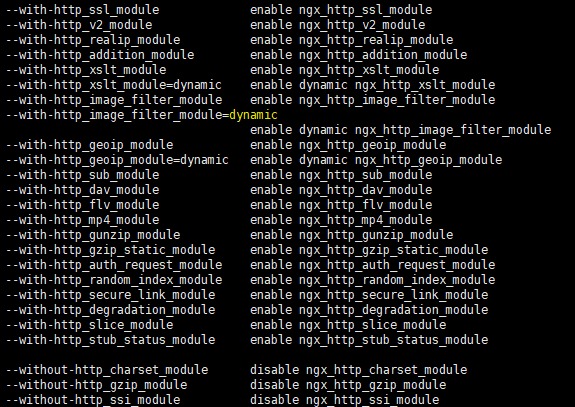 --with-http_ssl_module             enable ngx_http_ssl_module
--with-http_v2_module              enable ngx_http_v2_module
--with-http_realip_module          enable ngx_http_realip_module
--with-http_addition_module        enable ngx_http_addition_module
--with-http_xslt_module            enable ngx_http_xslt_module
--with-http_xslt_module=dynamic    enable dynamic ngx_http_xslt_module
--with-http_image_filter_module    enable ngx_http_image_filter_module
--with-http_image_filter_module=dynamic
                                   enable dynamic ngx_http_image_filter_module
--with-http_geoip_module           enable ngx_http_geoip_module
--with-http_geoip_module=dynamic   enable dynamic ngx_http_geoip_module
--with-http_sub_module             enable ngx_http_sub_module
--with-http_dav_module             enable ngx_http_dav_module
--with-http_flv_module             enable ngx_http_flv_module
--with-http_mp4_module             enable ngx_http_mp4_module
--with-http_gunzip_module          enable ngx_http_gunzip_module
--with-http_gzip_static_module     enable ngx_http_gzip_static_module
--with-http_auth_request_module    enable ngx_http_auth_request_module
--with-http_random_index_module    enable ngx_http_random_index_module
--with-http_secure_link_module     enable ngx_http_secure_link_module
--with-http_degradation_module     enable ngx_http_degradation_module
--with-http_slice_module           enable ngx_http_slice_module
--with-http_stub_status_module     enable ngx_http_stub_status_module

--without-http_charset_module      disable ngx_http_charset_module
--without-http_gzip_module         disable ngx_http_gzip_module
--without-http_ssi_module          disable ngx_http_ssi_module